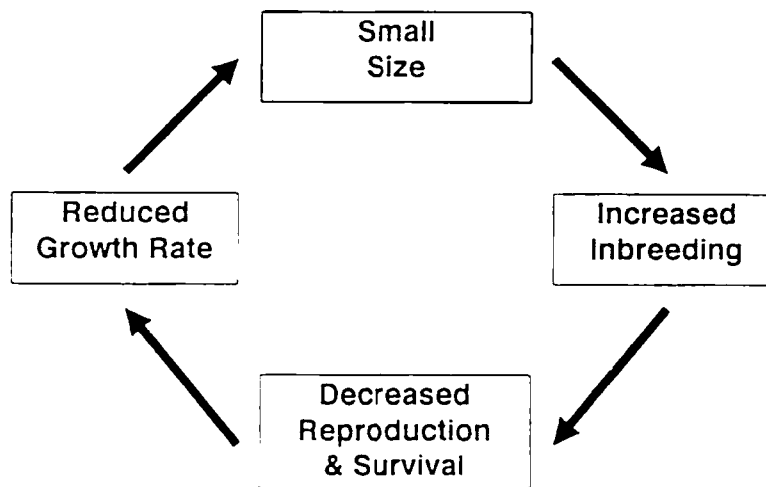 Small
Size
Increased
Inbreeding
Decreased
Reproduction
& Survival
Reduced
Growth Rate